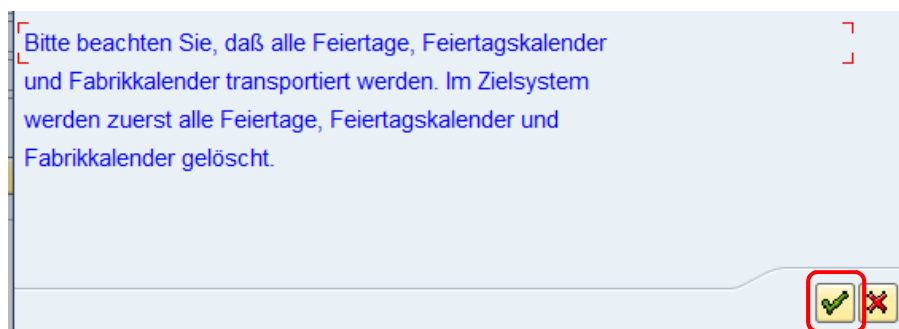 Bitte beachten Sie, daß alle Feiertage, Feiertagskalender
und Fabrikkalender transportiert werden. Im Zielsystem
werden zuerst alle Feiertage, Feiertagskalender und
Fabrikkalender gelöscht.